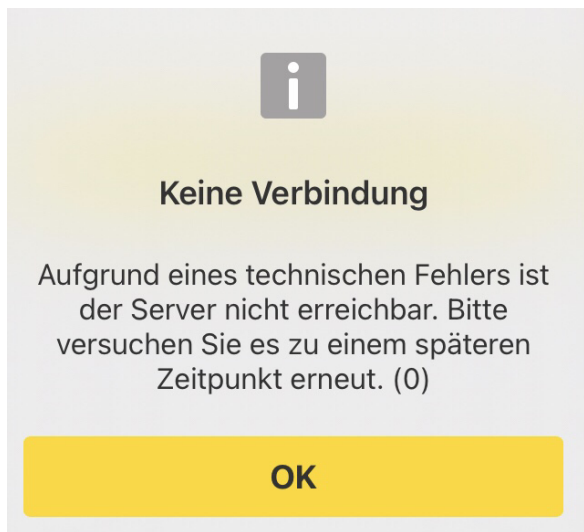 Keine Verbindung
Aufgrund eines technischen Fehlers ist
der Server nicht erreichbar. Bitte
versuchen Sie es zu einem späteren
Zeitpunkt erneut. (0)
OK